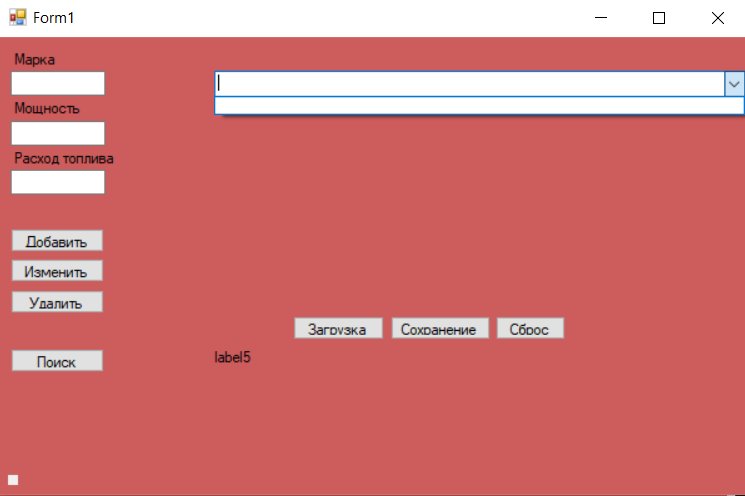 Form1
Марка
Мощность
Расход топлива
Добавить
Изменить
Удалить
Загрузка Сохранение Сброс
Поиск
label5